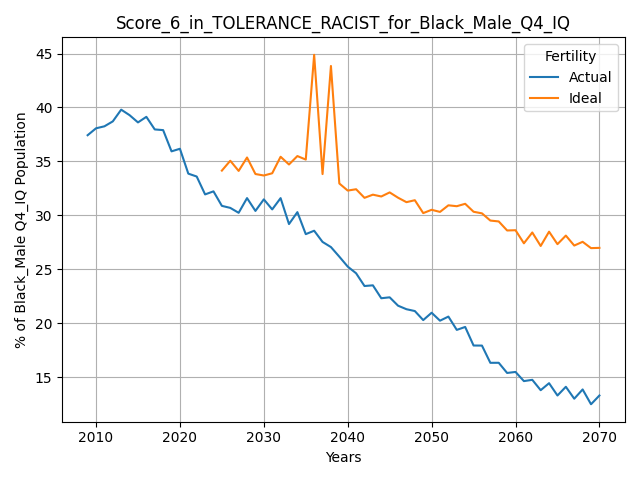 Score_6_in_TOLERANCE_RACIST_for_Black_Male_Q4_IQ
Fertility
Actual
Ideal
% of Black_Male Q4_IQ Population
45
40
35
30
25
20
15
2010 2020 2030 2040 2050 2060 2070
Years